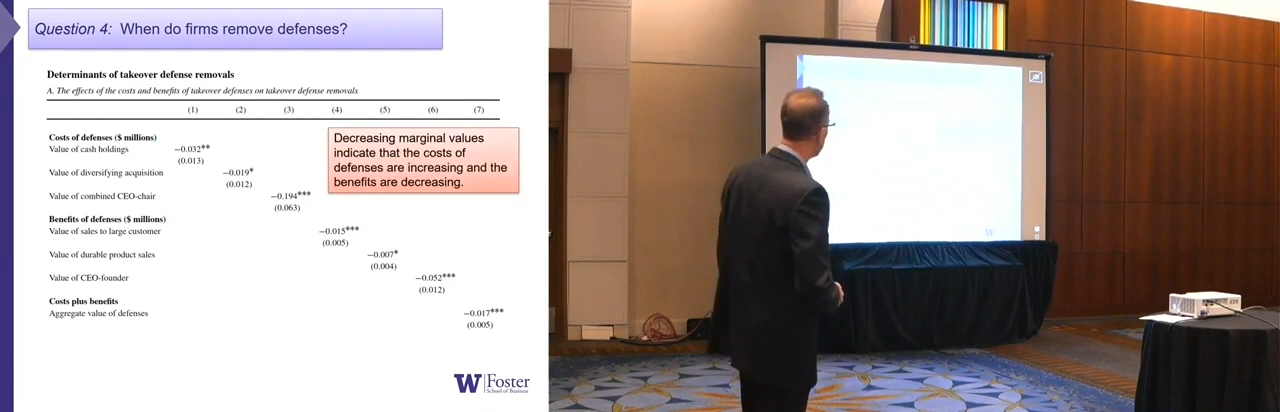 Question 4: When do firms remove defenses?
Determinants of takeover defense removals
A. The effects of the costs and benefits of takeover defenses on takeover defense removals
(1) (2) (3) (4) (5) (6) (7)
Costs of defenses ($ millions)
Value of cash holdings −0.032**
(0.013)
Value of diversifying acquisition −0.019*
(0.012)
Value of combined CEO-chair −0.194***
(0.063)
Benefits of defenses ($ millions)
Value of sales to large customer −0.015***
(0.005)
Value of durable product sales −0.007*
(0.004)
Value of CEO-founder −0.052***
(0.012)
Costs plus benefits
Aggregate value of defenses −0.017***
(0.005)
Decreasing marginal values
indicate that the costs of
defenses are increasing and the
benefits are decreasing.
W Foster
School of Business
W